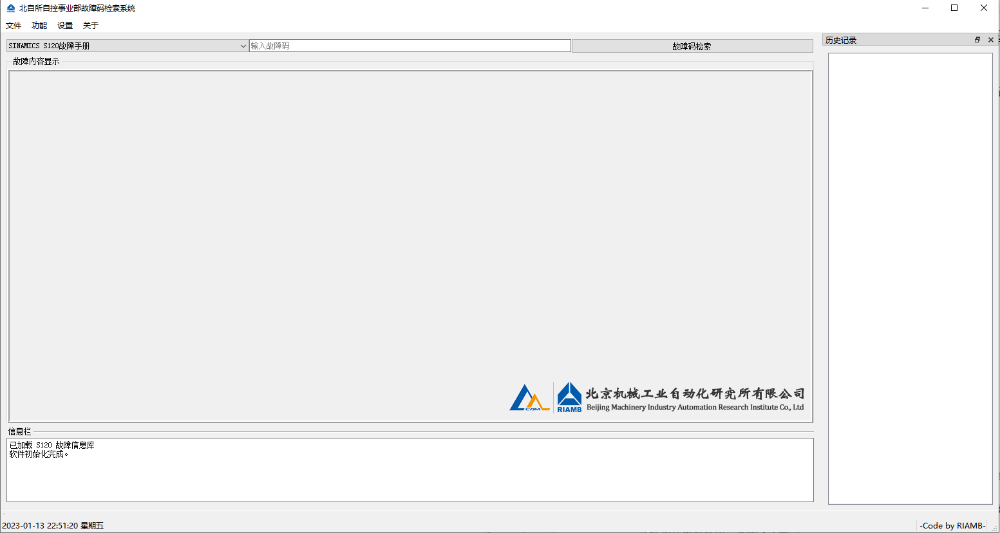 北自所自控事业部故障码检索系统
文件 功能 设置 关于
SINAMICS S120故障手册
输入故障码
故障码检索
历史记录
故障内容显示
CAM
RIAMB
北京机械工业自动化研究所有限公司
Beijing Machinery Industry Automation Research Institute Co., Ltd
信息栏
已加载 S120 故障信息库
软件初始化完成。
2023-01-13 22:51:20 星期五
-Code by RIAMB-